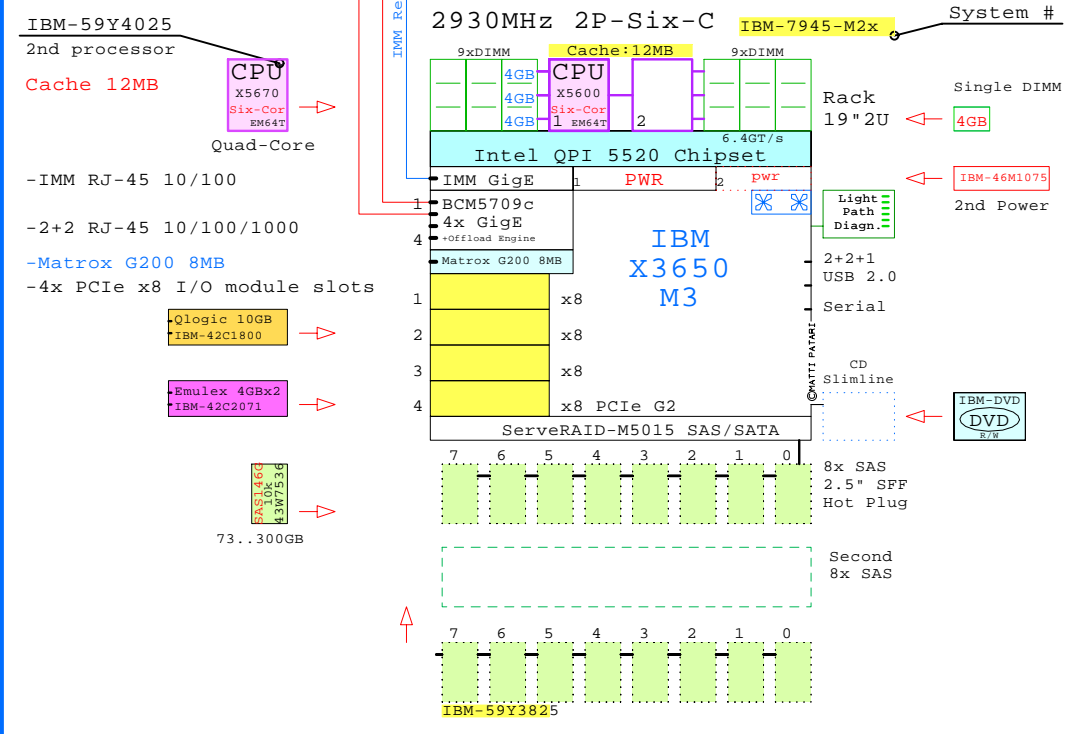 IBM-59Y4025
2nd processor
Cache 12MB
CPU
X5670
Six-Cor
EM64T
Quad-Core
-IMM RJ-45 10/100
-2+2 RJ-45 10/100/1000
-Matrox G200 8MB
-4x PCIe x8 I/O module slots
Qlogic 10GB
IBM-42C1800
Emulex 4GBx2
IBM-42C2071
SAS146G
10k
43W7536
73..300GB
IMM Re
2930MHz 2P-Six-C
IBM-7945-M2x
System #
9xDIMM
Cache:12MB
9xDIMM
4GB
4GB
4GB
CPU
X5600
Six-Cor
1 EM64T
2
6.4GT/s
Intel QPI 5520 Chipset
IMM GigE
1 PWR
2 pwr
1 BCM5709c
4x GigE
4 +Offload Engine
Matrox G200 8MB
IBM
X3650
M3
1 x8
2 x8
3 x8
4 x8 PCIe G2
ServeRAID-M5015 SAS/SATA
©MATTI PATARI
Rack
19"2U
Single DIMM
4GB
IBM-46M1075
2nd Power
Light
Path
Diagn.
2+2+1
USB 2.0
Serial
CD
Slimline
IBM-DVD
DVD
R/W
7 6 5 4 3 2 1 0
8x SAS
2.5" SFF
Hot Plug
Second
8x SAS
7 6 5 4 3 2 1 0
IBM-59Y3825